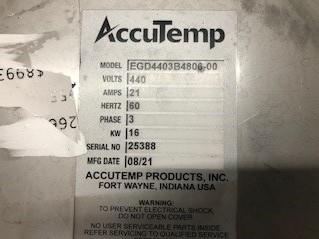 AccuTemp
MODEL EGD4403B4806-00
VOLTS 440
AMPS 21
HERTZ 60
PHASE 3
KW 16
SERIAL NO 25388
MFG DATE 08/21
ACCUTEMP PRODUCTS, INC.
FORT WAYNE, INDIANA USA
WARNING:
TO PREVENT ELECTRICAL SHOCK,
DO NOT OPEN COVER
NO USER SERVICEABLE PARTS INSIDE
REFER SERVICING TO QUALIFIED SERVICE